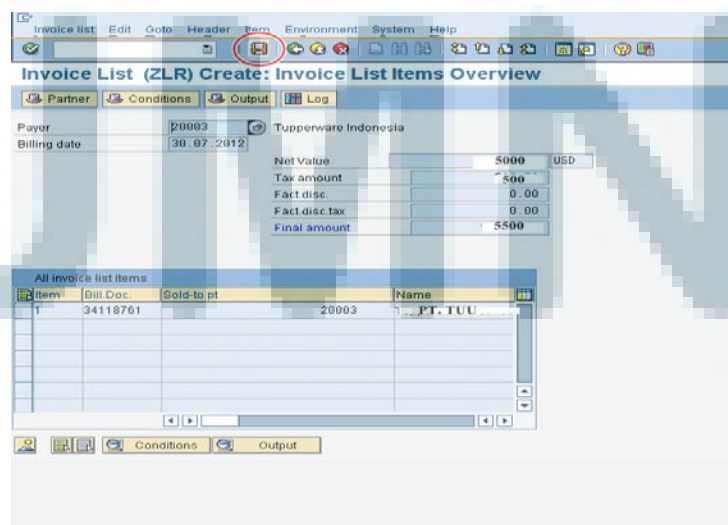 Invoice list Edit Goto Header Item Environment System Help
Invoice List (ZLR) Create: Invoice List Items Overview
Partner Conditions Output Log
Payer 20003 Tupperware Indonesia
Billing date 30.07.2012
Net Value 5000 USD
Tax amount 500
Fact.disc. 0.00
Fact.disc.tax 0.00
Final amount 5500
All invoice list items
Item Bill.Doc. Sold-to pt Name
1 34118761 20003 PT. TUU
Conditions Output
UMN